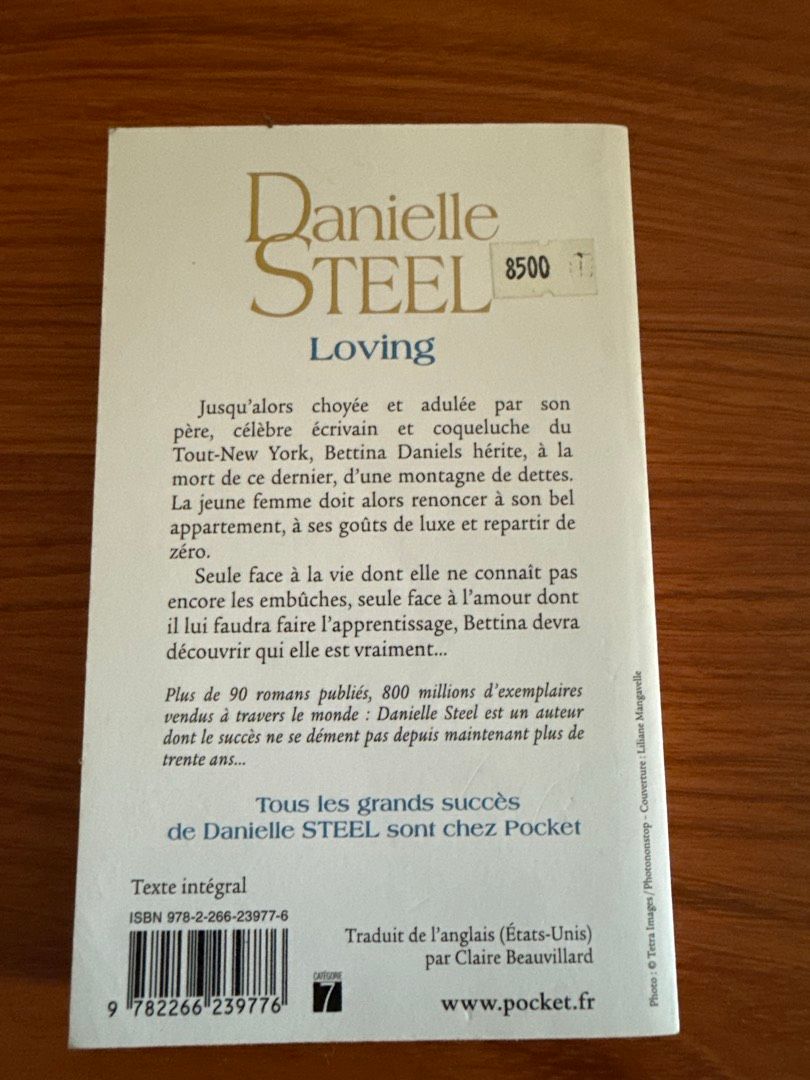 Danielle
STEEL
8500
Loving
Jusqu'alors choyée et adulée par son
père, célèbre écrivain et coqueluche du
Tout-New York, Bettina Daniels hérite, à la
mort de ce dernier, d'une montagne de dettes.
La jeune femme doit alors renoncer à son bel
appartement, à ses goûts de luxe et repartir de
zéro.
Seule face à la vie dont elle ne connaît pas
encore les embûches, seule face à l'amour dont
il lui faudra faire l'apprentissage, Bettina devra
découvrir qui elle est vraiment...
Plus de 90 romans publiés, 800 millions d'exemplaires
vendus à travers le monde : Danielle Steel est un auteur
dont le succès ne se dément pas depuis maintenant plus de
trente ans...
Tous les grands succès
de Danielle STEEL sont chez Pocket
Texte intégral
ISBN 978-2-266-23977-6
9 782266 239776
CATÉGORIE
7
Traduit de l'anglais (États-Unis)
par Claire Beauvillard
www.pocket.fr
Photo : © Tetra Images / Photononstop - Couverture : Liliane Mangavelle